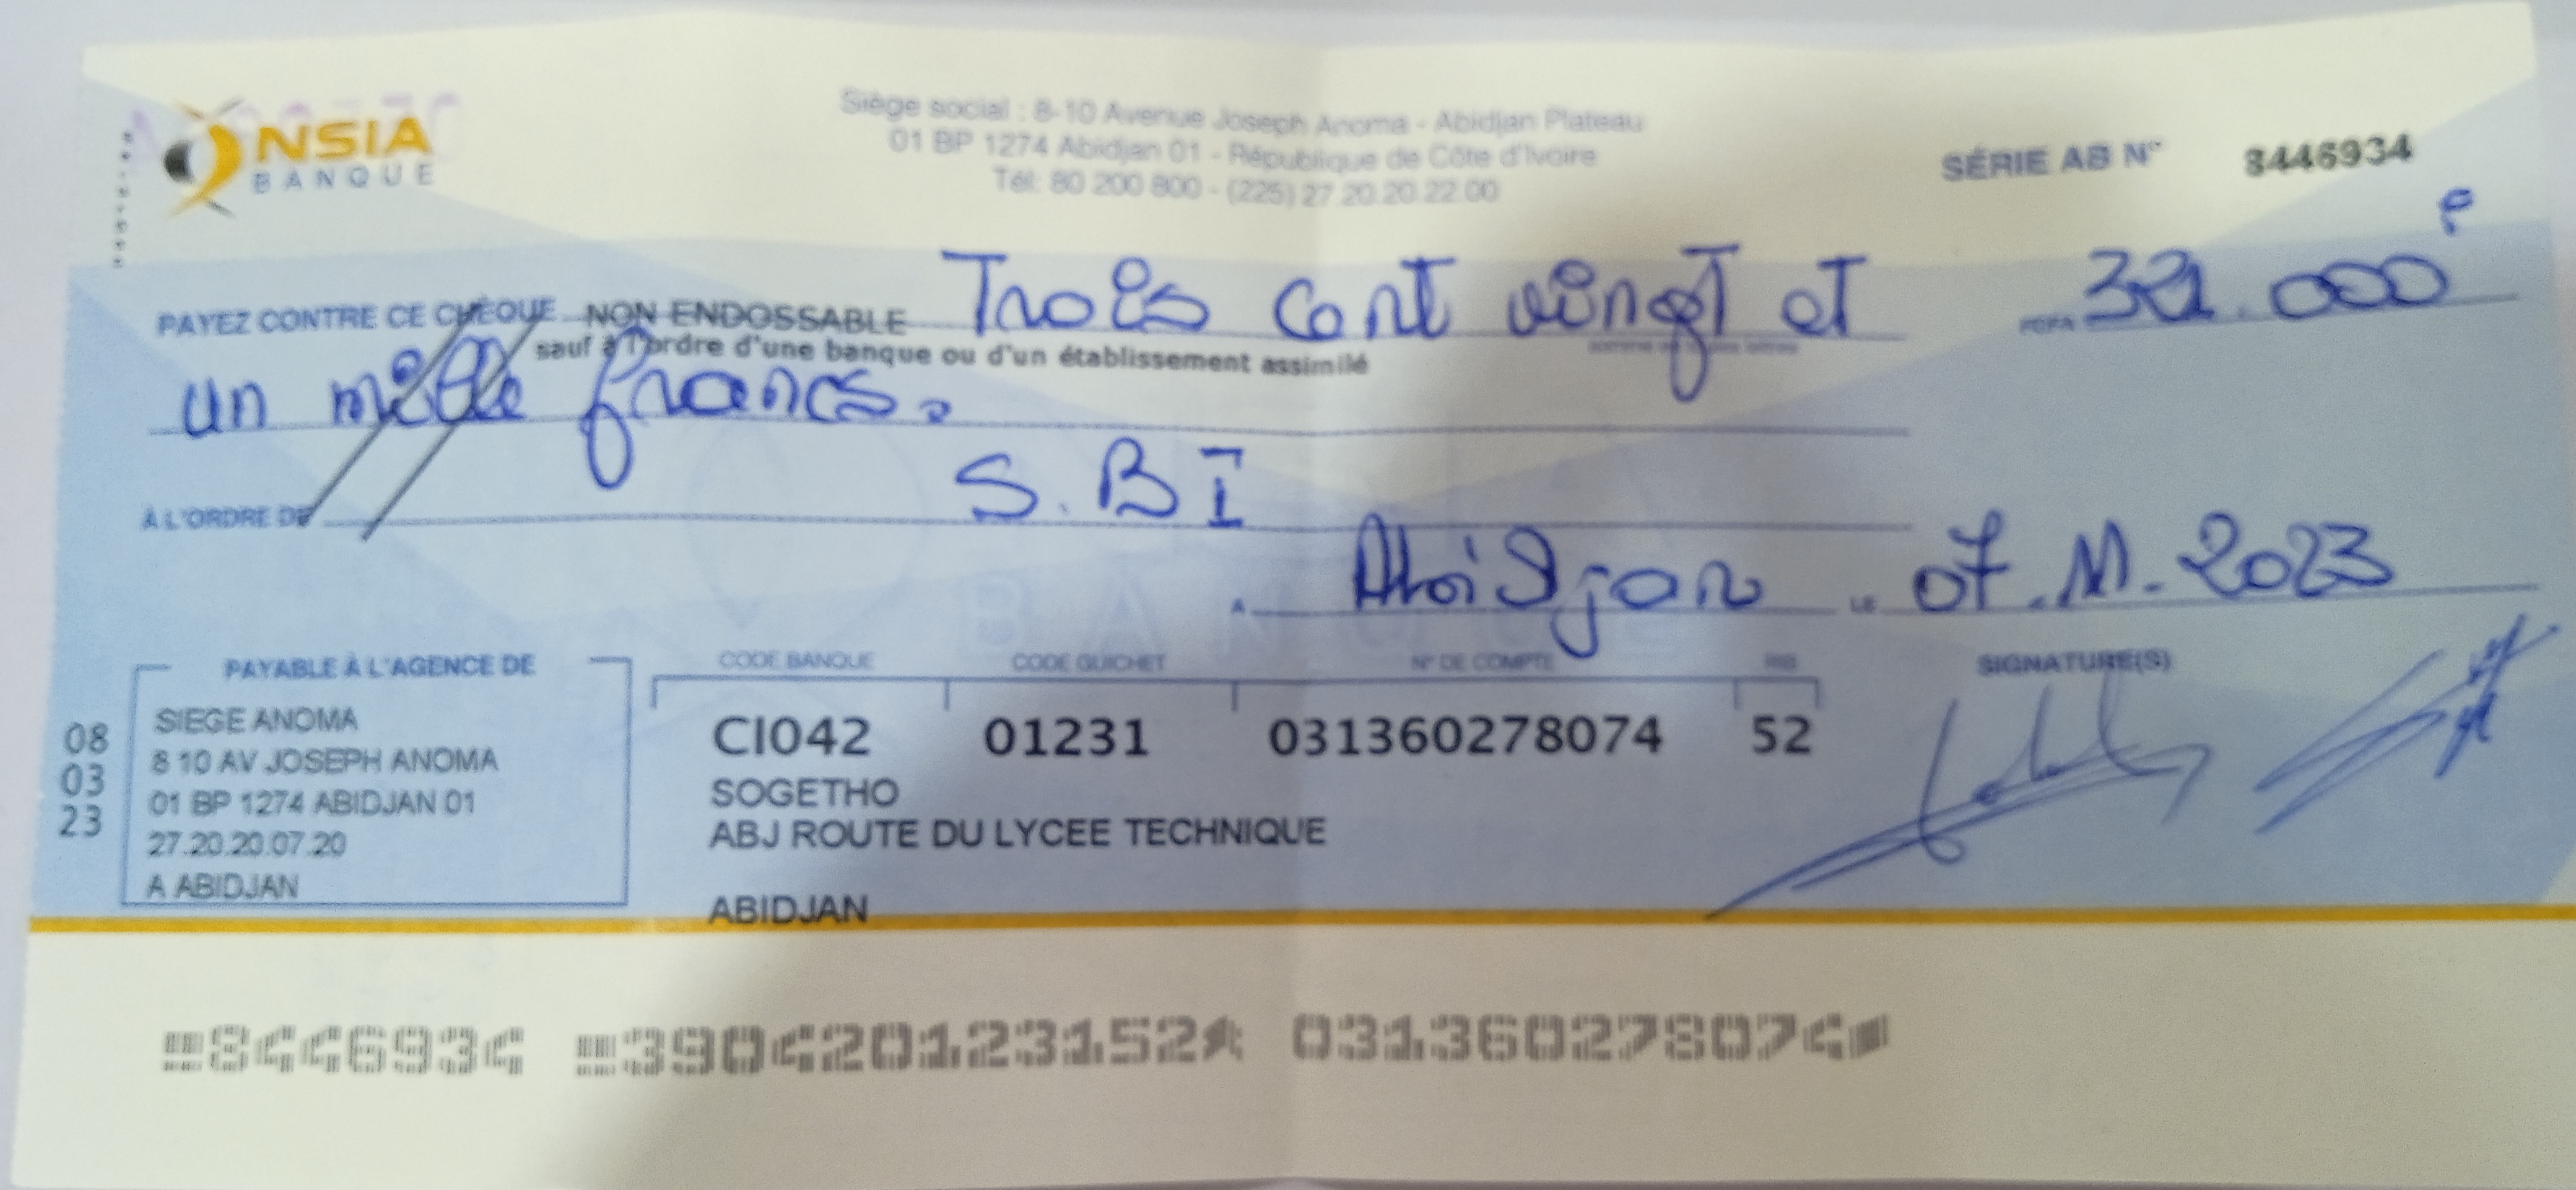 NSIA
BANQUE
Siège social : 8-10 Avenue Joseph Anoma - Abidjan Plateau
01 BP 1274 Abidjan 01 - République de Côte d'Ivoire
Tél: 80 200 800 - (225) 27.20.20.22.00
SÉRIE AB N° 8446934
PAYEZ CONTRE CE CHÈQUE NON ENDOSSABLE Trois cent vingt et FCFA 321.000 F
sauf à l'ordre d'une banque ou d'un établissement assimilé
un mille francs.
À L'ORDRE DE S.BI
A Abidjan LE 07.11.2023
PAYABLE À L'AGENCE DE
SIEGE ANOMA
8 10 AV JOSEPH ANOMA
01 BP 1274 ABIDJAN 01
27.20.20.07.20
A ABIDJAN
08
03
23
CODE BANQUE CODE GUICHET N° DE COMPTE RIB
CI042 01231 031360278074 52
SOGETHO
ABJ ROUTE DU LYCEE TECHNIQUE
ABIDJAN
SIGNATURE(S)
8446934 390420123152 031360278074